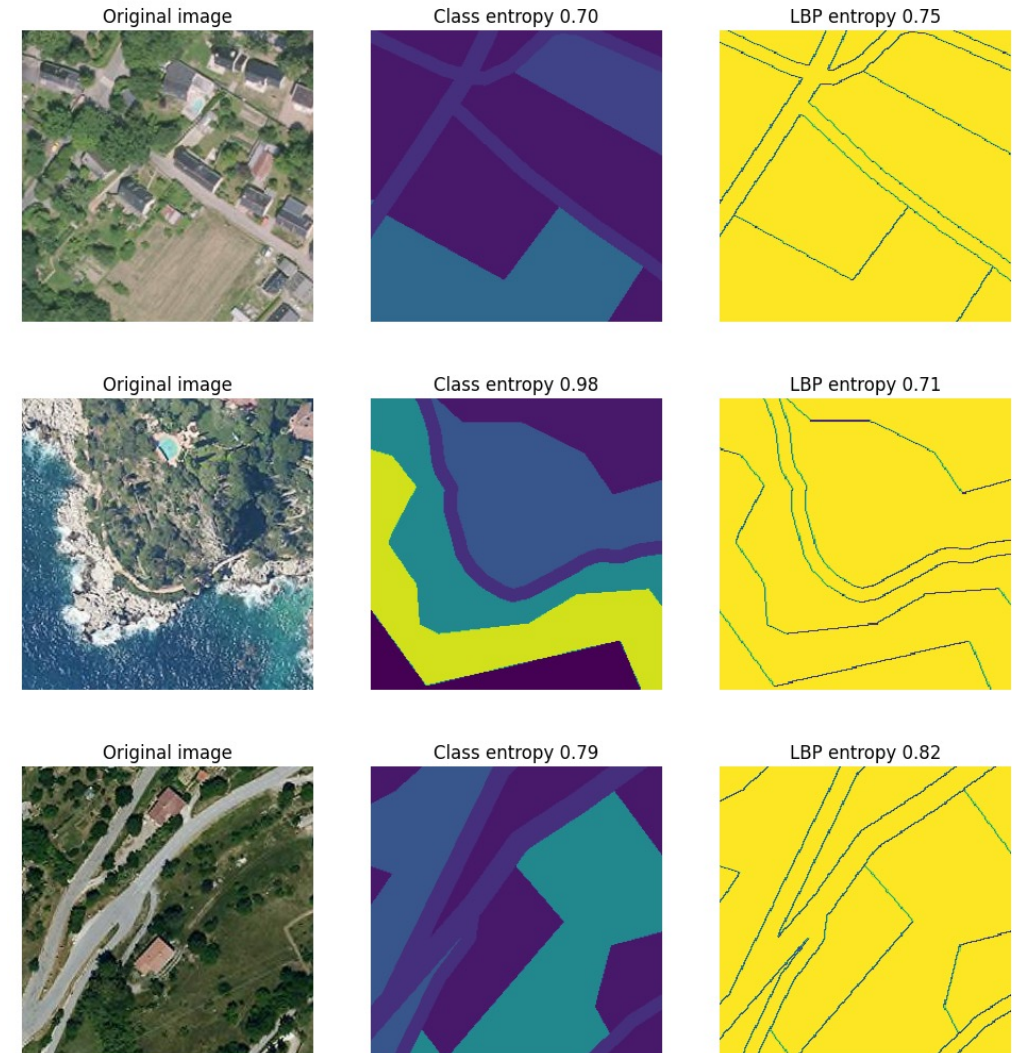 Original image
Class entropy 0.70
LBP entropy 0.75
Original image
Class entropy 0.98
LBP entropy 0.71
Original image
Class entropy 0.79
LBP entropy 0.82